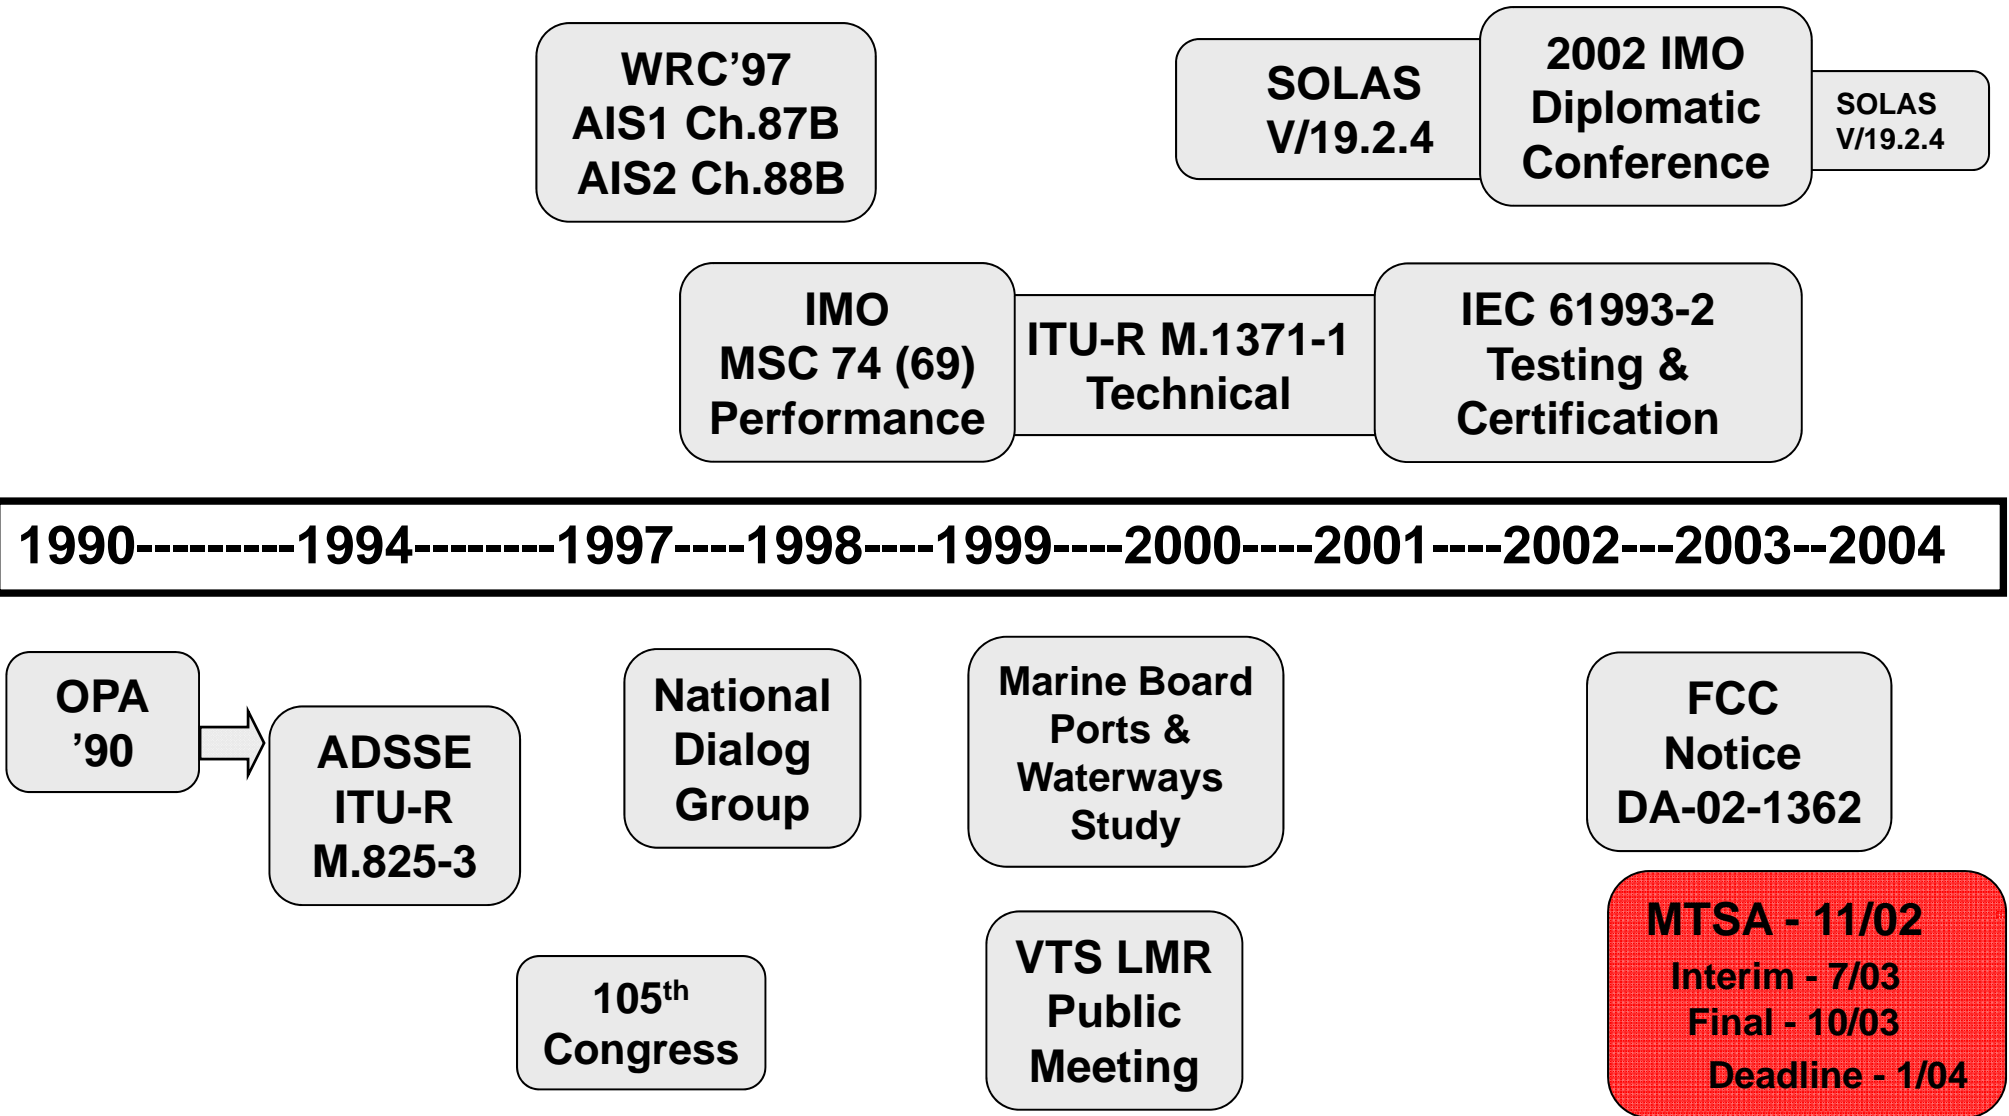 WRC’97
AIS1 Ch.87B
AIS2 Ch.88B
SOLAS
V/19.2.4
2002 IMO
Diplomatic
Conference
SOLAS
V/19.2.4
IMO
MSC 74 (69)
Performance
ITU-R M.1371-1
Technical
IEC 61993-2
Testing &
Certification
1990---------1994--------1997----1998----1999----2000----2001----2002---2003--2004
OPA
’90
ADSSE
ITU-R
M.825-3
National
Dialog
Group
Marine Board
Ports &
Waterways
Study
FCC
Notice
DA-02-1362
105th
Congress
VTS LMR
Public
Meeting
MTSA - 11/02
Interim - 7/03
Final - 10/03
Deadline - 1/04